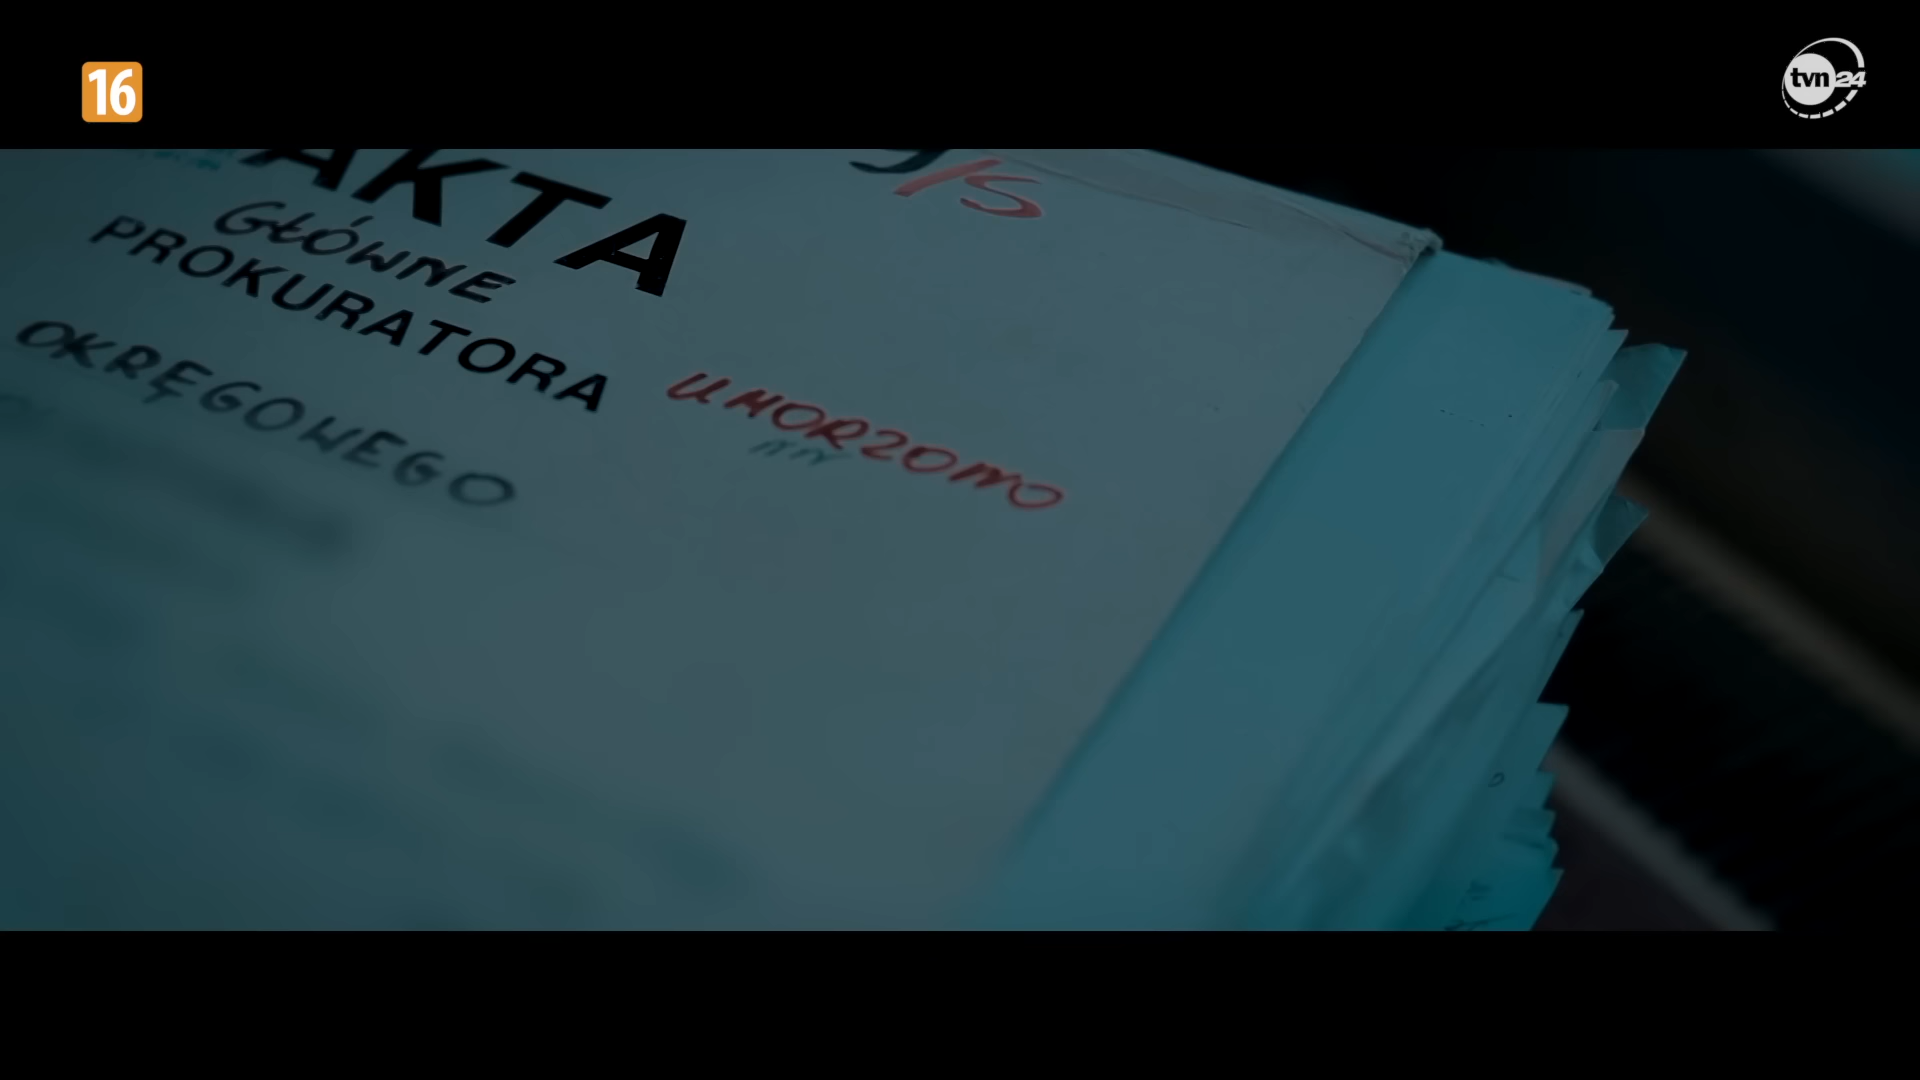 16
tvn24
AKTA
/S
GŁÓWNE
PROKURATORA
OKRĘGOWEGO
UMORZONO